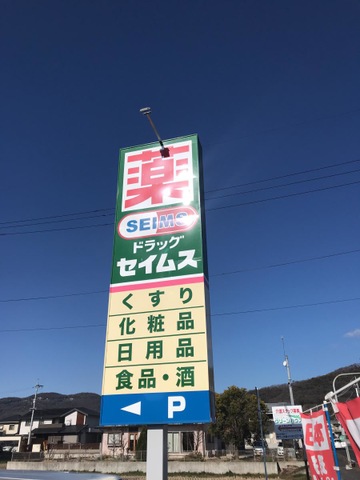 薬
SEIMS
ドラッグ
セイムス
くすり
化粧品
日用品
食品・酒
P